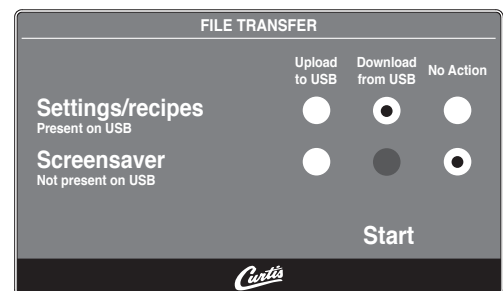 FILE TRANSFER
Upload
to USB
Download
from USB
No Action
Settings/recipes
Present on USB
Screensaver
Not present on USB
Start
Curtis